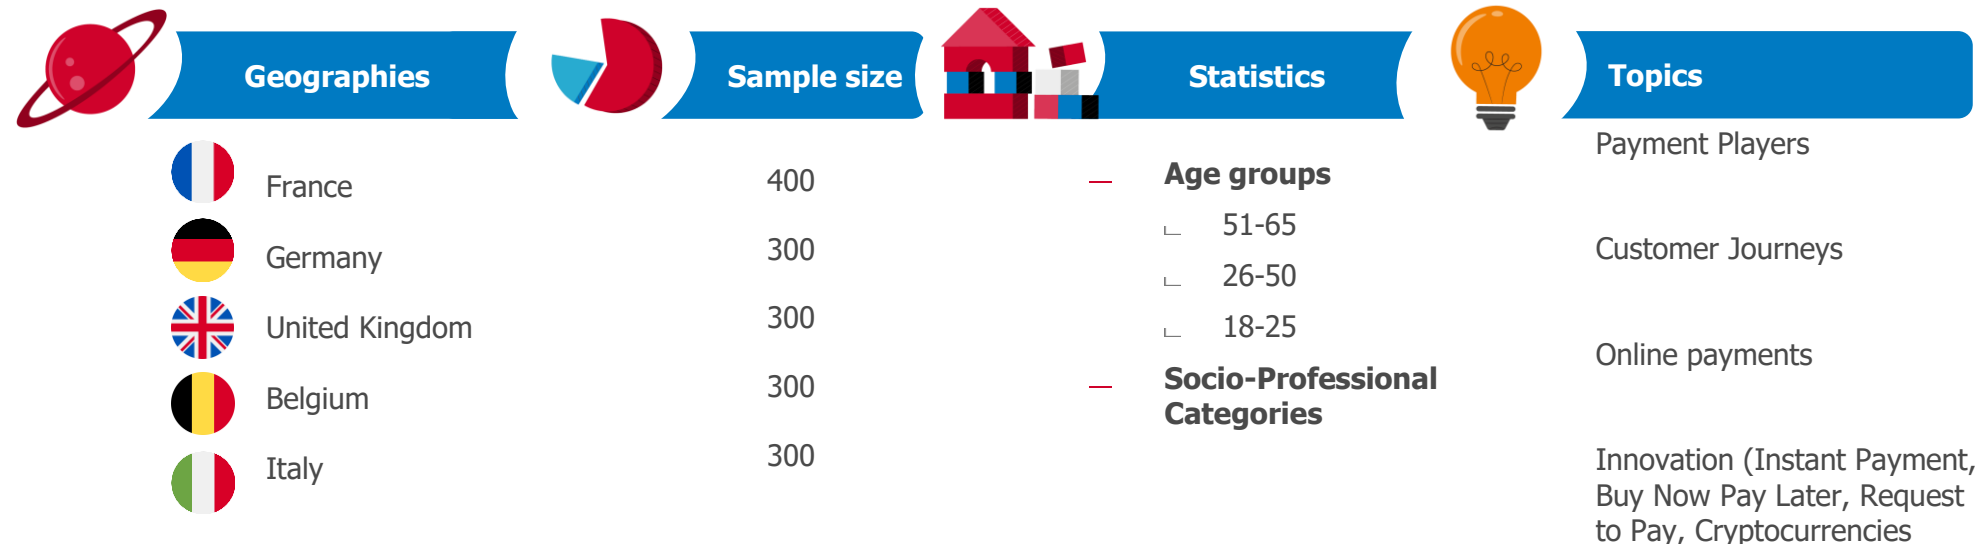 Geographies
Sample size
Statistics
Topics
France
Germany
United Kingdom
Belgium
Italy
400
300
300
300
300
Age groups
51-65
26-50
18-25
Socio-Professional
Categories
Payment Players
Customer Journeys
Online payments
Innovation (Instant Payment,
Buy Now Pay Later, Request
to Pay, Cryptocurrencies